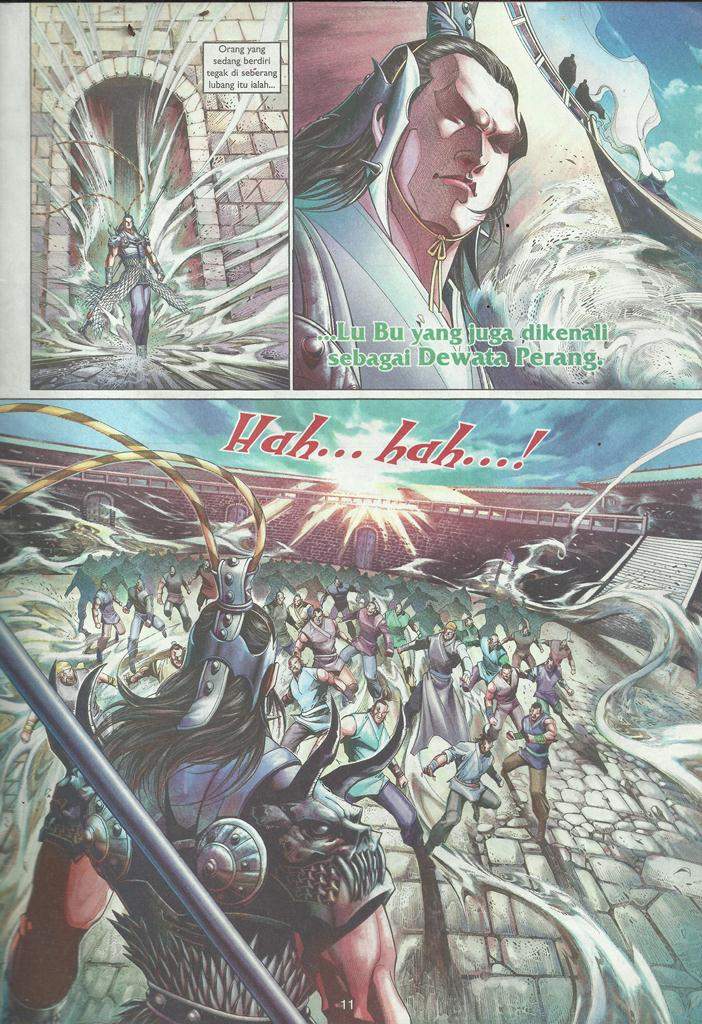 Orang yang
sedang berdiri
tegak di seberang
lubang itu ialah...
...Lu Bu yang juga dikenali
sebagai Dewata Perang.
Hah... hah....!
11